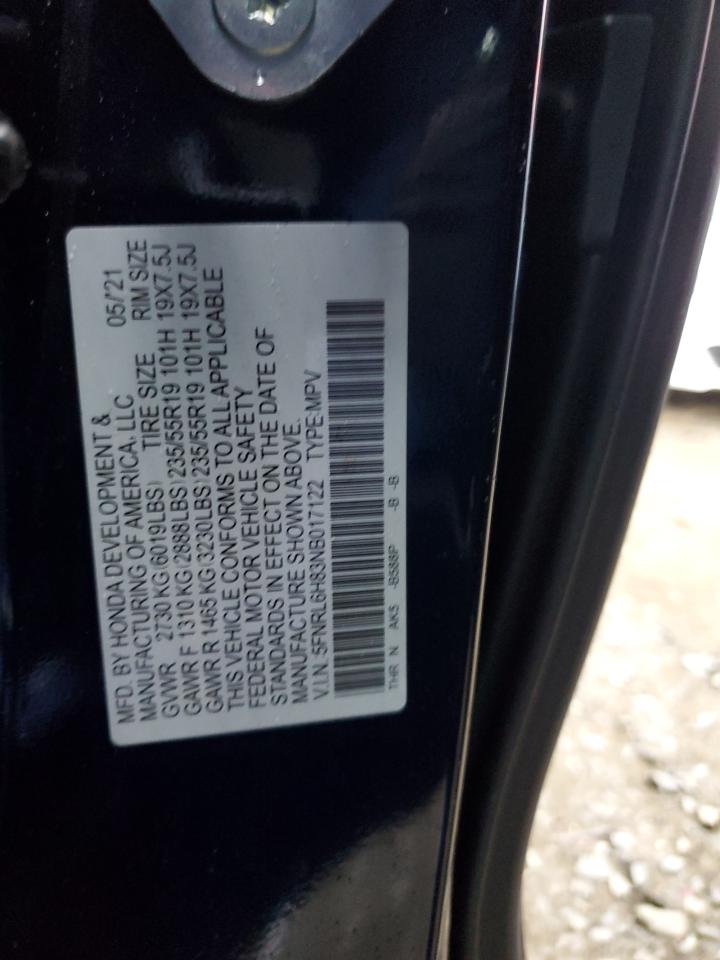 MFD. BY HONDA DEVELOPMENT & 05/'21
MANUFACTURING OF AMERICA, LLC
TIRE SIZE RIM SIZE
GVWR 2730 KG (6019LBS)
GAWR F 1310 KG (2888LBS) 235/55R19 101H 19X7.5J
GAWR R 1465 KG (3230LBS) 235/55R19 101H 19X7.5J
THIS VEHICLE CONFORMS TO ALL APPLICABLE
FEDERAL MOTOR VEHICLE SAFETY
STANDARDS IN EFFECT ON THE DATE OF
MANUFACTURE SHOWN ABOVE.
V.I.N. 5FNRL6H83NB017122 TYPE:MPV
THR N AKS -B588P -B -B